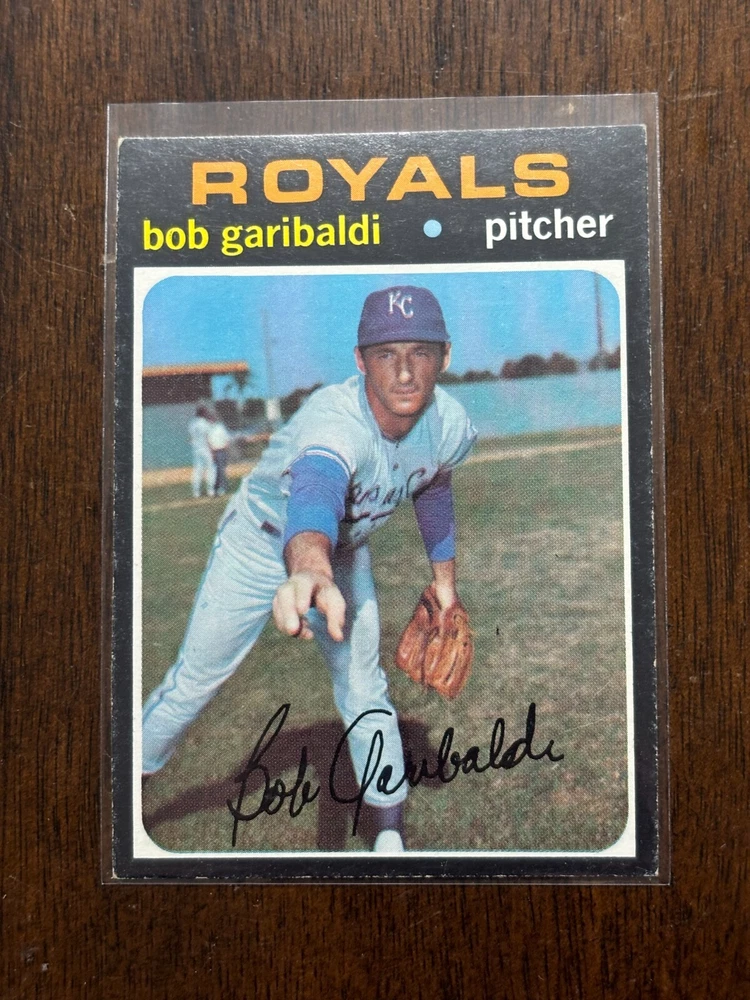 ROYALS
bob garibaldi • pitcher
KC
Bob Garibaldi